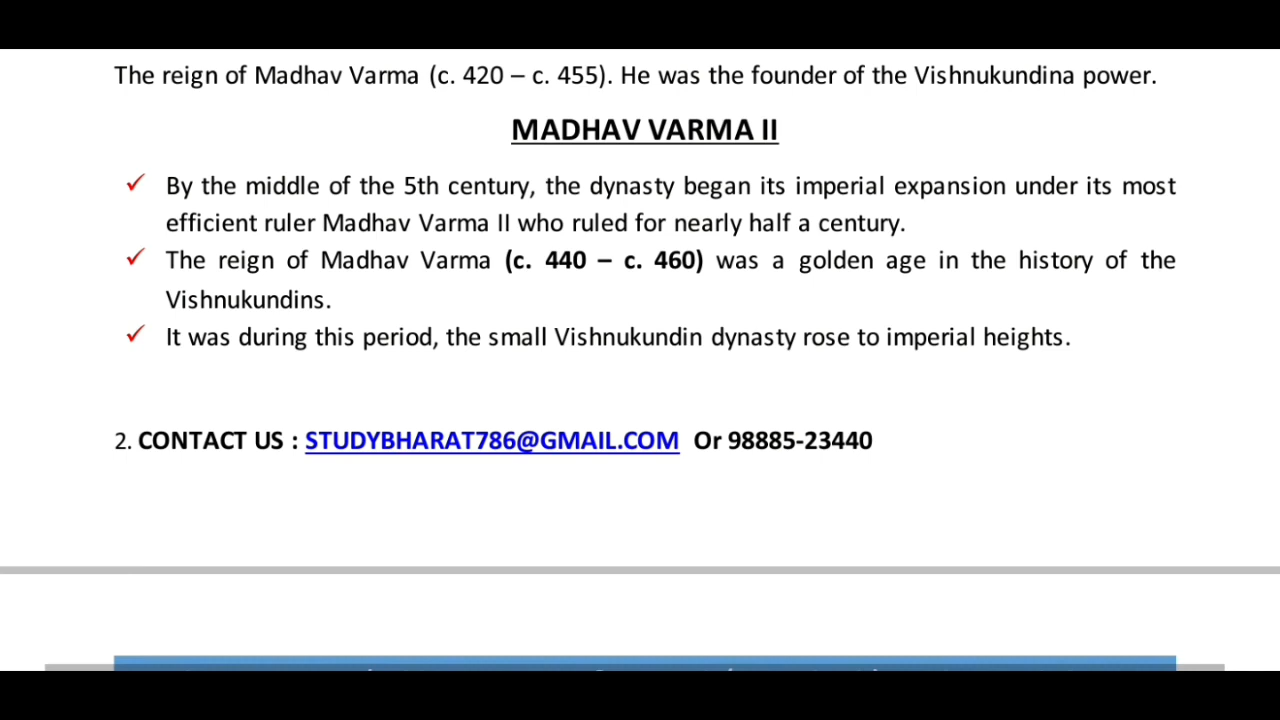 The reign of Madhav Varma (c. 420 – c. 455). He was the founder of the Vishnukundina power.
MADHAV VARMA II
✓ By the middle of the 5th century, the dynasty began its imperial expansion under its most
efficient ruler Madhav Varma II who ruled for nearly half a century.
✓ The reign of Madhav Varma (c. 440 – c. 460) was a golden age in the history of the
Vishnukundins.
✓ It was during this period, the small Vishnukundin dynasty rose to imperial heights.
2. CONTACT US : STUDYBHARAT786@GMAIL.COM Or 98885-23440